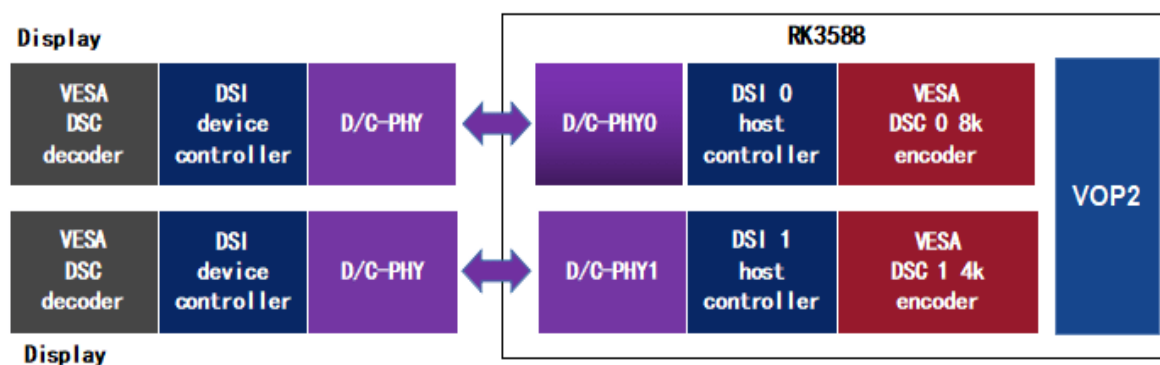 Display
RK3588
VESA
DSC
decoder
DSI
device
controller
D/C-PHY
D/C-PHY0
DSI 0
host
controller
VESA
DSC 0 8k
encoder
VOP2
VESA
DSC
decoder
DSI
device
controller
D/C-PHY
D/C-PHY1
DSI 1
host
controller
VESA
DSC 1 4k
encoder
Display